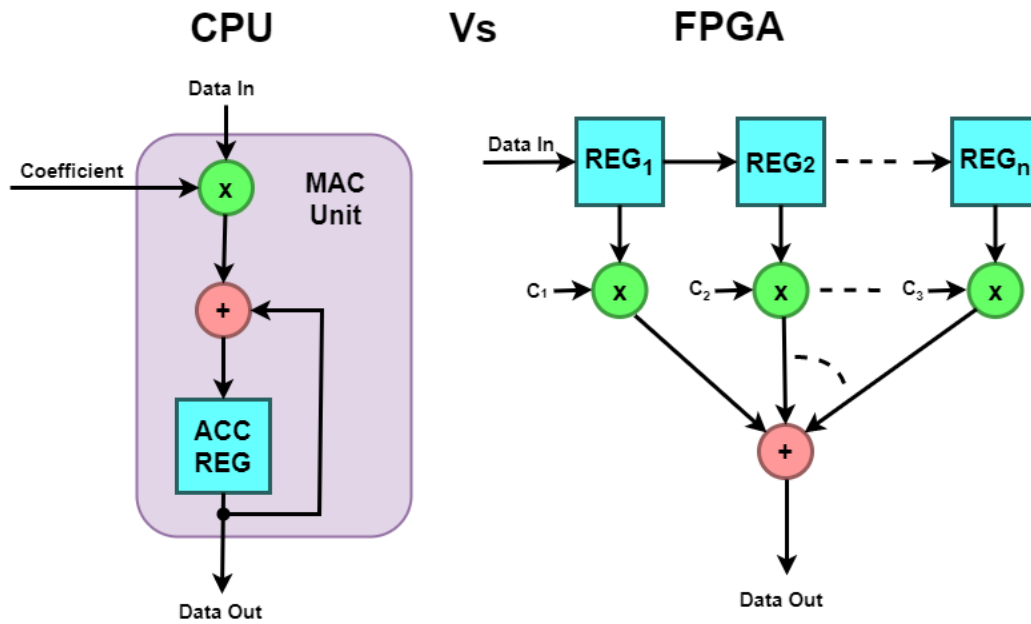 CPU Vs FPGA
Data In
Coefficient
x
MAC
Unit
+
ACC
REG
Data Out
Data In
REG₁
REG2
REGₙ
C₁
x
C₂
x
C₃
x
+
Data Out